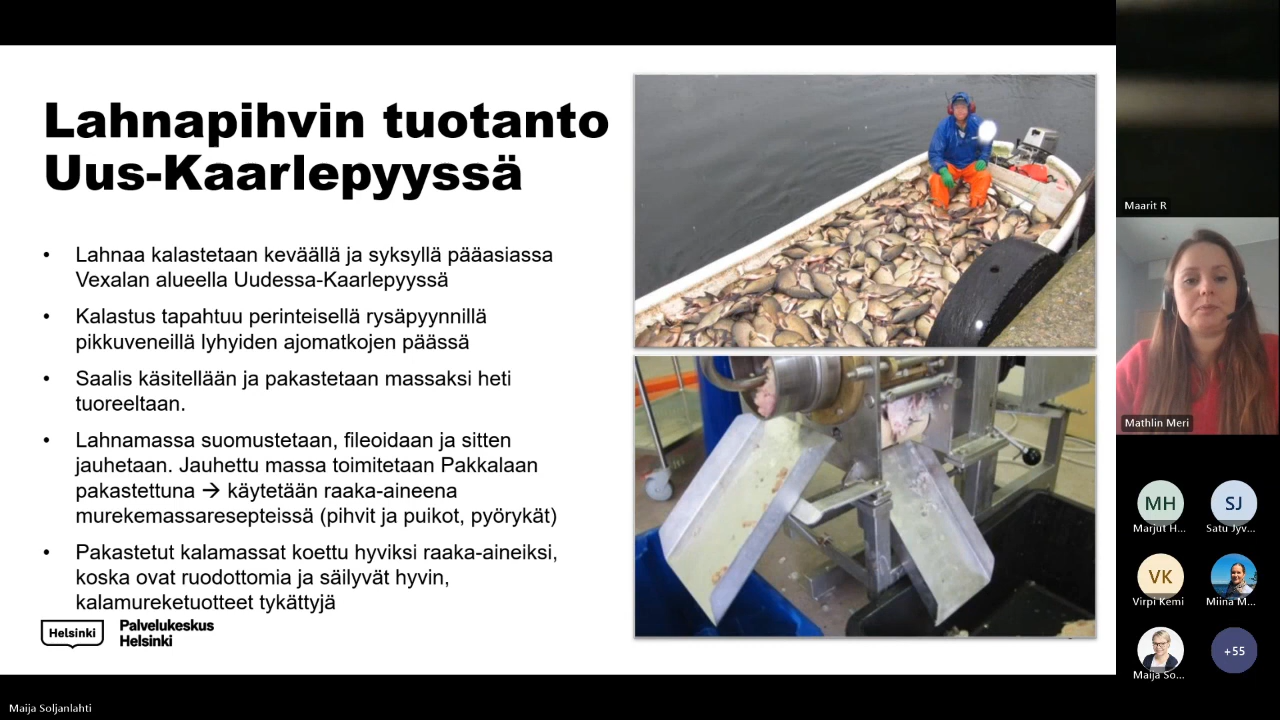 Lahnapihvin tuotanto
Uus-Kaarlepyyssä
• Lahnaa kalastetaan keväällä ja syksyllä pääasiassa
Vexalan alueella Uudessa-Kaarlepyyssä
• Kalastus tapahtuu perinteisellä rysäpyynnillä
pikkuveneillä lyhyiden ajomatkojen päässä
• Saalis käsitellään ja pakastetaan massaksi heti
tuoreeltaan.
• Lahnamassa suomustetaan, fileoidaan ja sitten
jauhetaan. Jauhettu massa toimitetaan Pakkalaan
pakastettuna → käytetään raaka-aineena
murekemassaresepteissä (pihvit ja puikot, pyörykät)
• Pakastetut kalamassat koettu hyviksi raaka-aineiksi,
koska ovat ruodottomia ja säilyvät hyvin,
kalamureketuotteet tykättyjä
Helsinki
Palvelukeskus
Helsinki
Maija Soljanlahti
Maarit R
Mathlin Meri
MH
Marjut H...
SJ
Satu Jyv...
VK
Virpi Kemi
Miina M...
Maija So...
+55